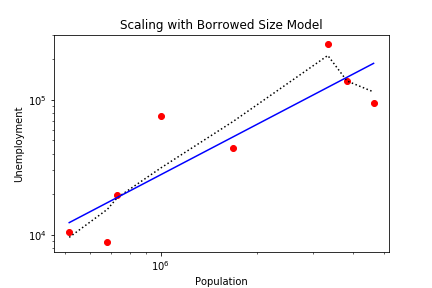 Scaling with Borrowed Size Model
Unemployment
10^5
10^4
10^6
Population